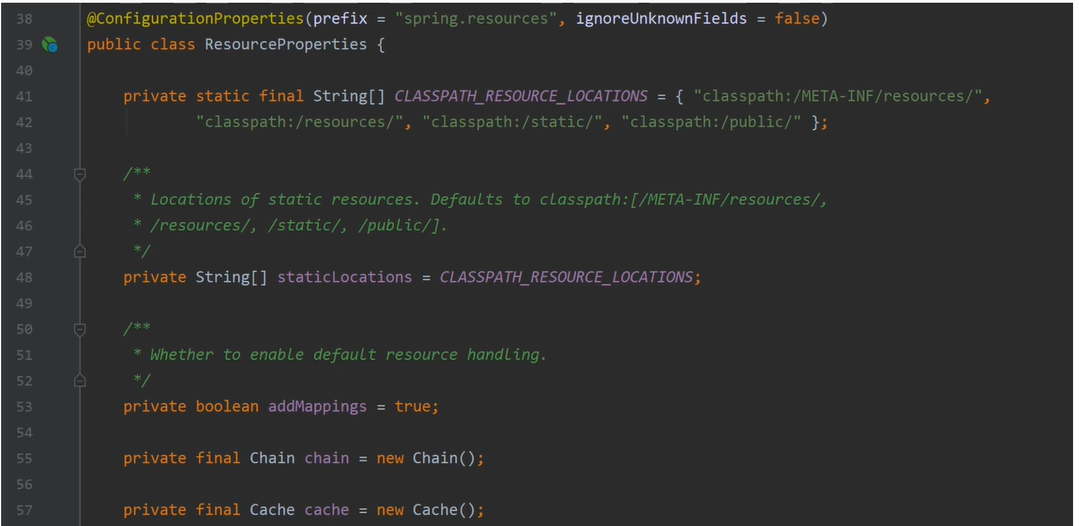 38 @ConfigurationProperties(prefix = "spring.resources", ignoreUnknownFields = false)
39 public class ResourceProperties {
40
41 private static final String[] CLASSPATH_RESOURCE_LOCATIONS = { "classpath:/META-INF/resources/",
42 "classpath:/resources/", "classpath:/static/", "classpath:/public/" };
43
44 /**
45 * Locations of static resources. Defaults to classpath:[/META-INF/resources/,
46 * /resources/, /static/, /public/].
47 */
48 private String[] staticLocations = CLASSPATH_RESOURCE_LOCATIONS;
49
50 /**
51 * Whether to enable default resource handling.
52 */
53 private boolean addMappings = true;
54
55 private final Chain chain = new Chain();
56
57 private final Cache cache = new Cache();